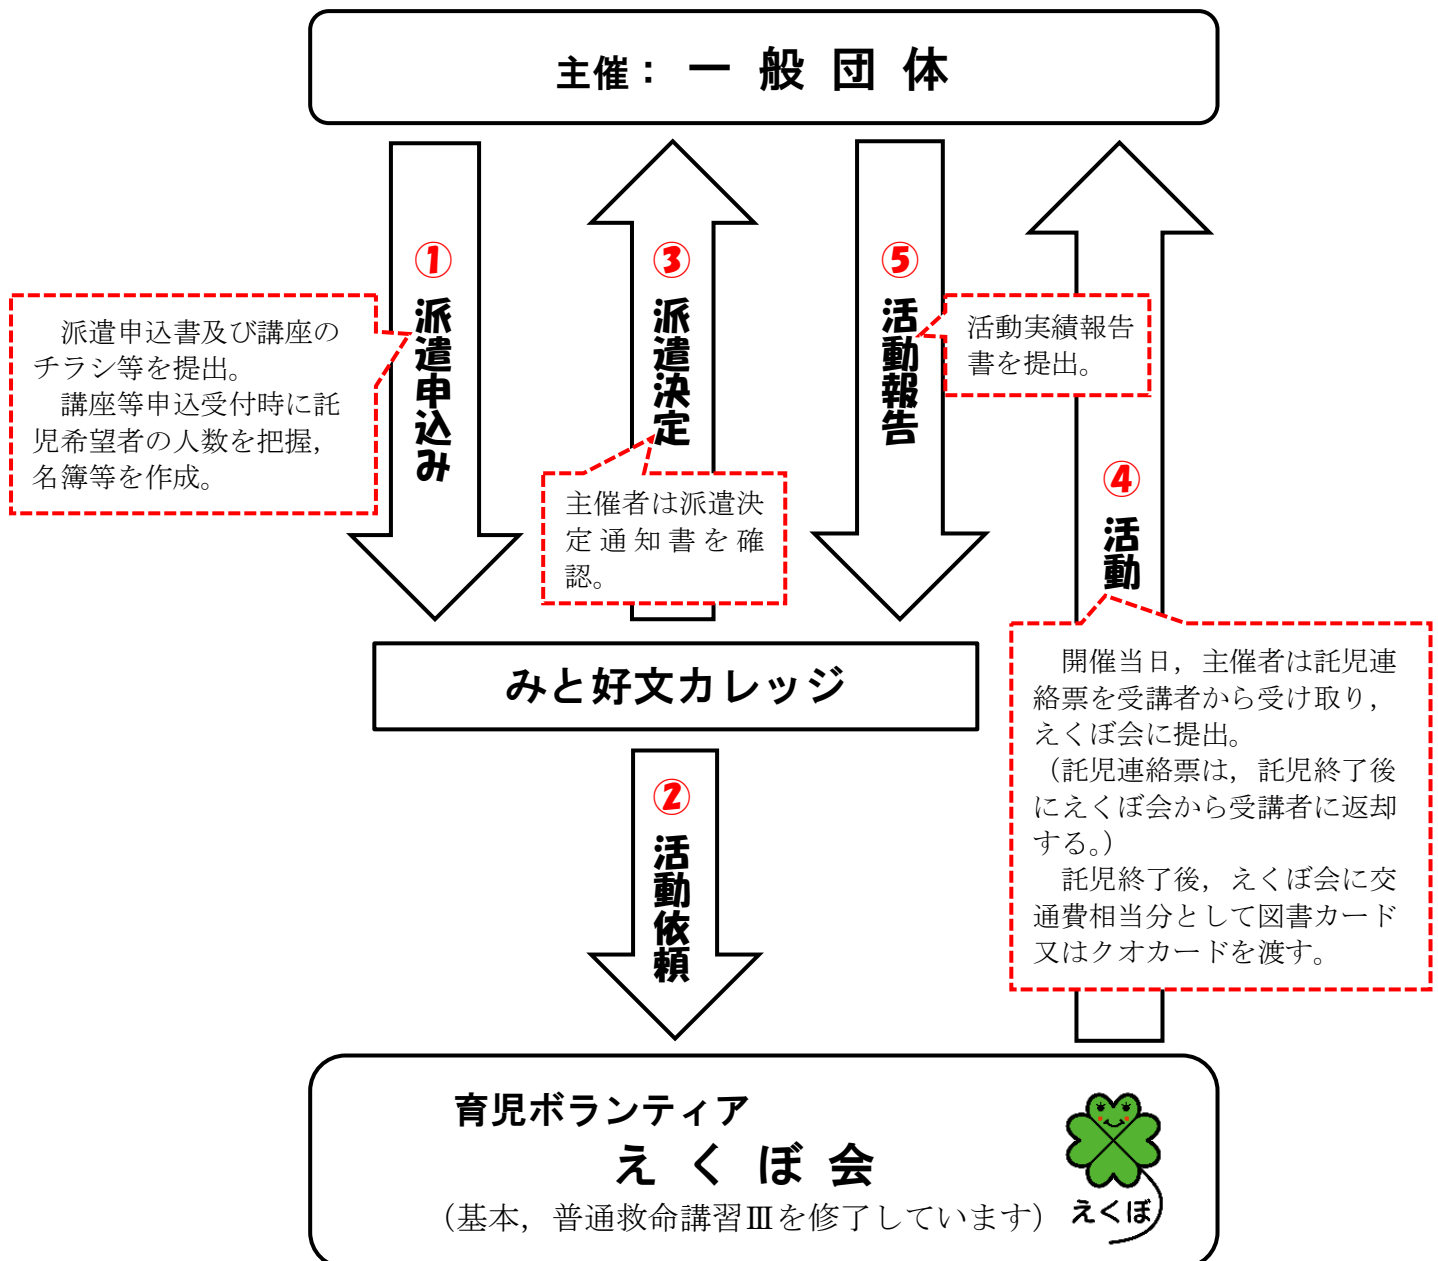 主催： 一 般 団 体
① 派遣申込み
派遣申込書及び講座の
チラシ等を提出。
講座等申込受付時に託
児希望者の人数を把握，
名簿等を作成。
③ 派遣決定
主催者は派遣決
定通知書を確
認。
⑤ 活動報告
活動実績報告
書を提出。
④ 活動
開催当日，主催者は託児連
絡票を受講者から受け取り，
えくぼ会に提出。
（託児連絡票は，託児終了後
にえくぼ会から受講者に返却
する。）
託児終了後，えくぼ会に交
通費相当分として図書カード
又はクオカードを渡す。
みと好文カレッジ
② 活動依頼
育児ボランティア
え く ぼ 会
（基本，普通救命講習Ⅲを修了しています）
えくぼ